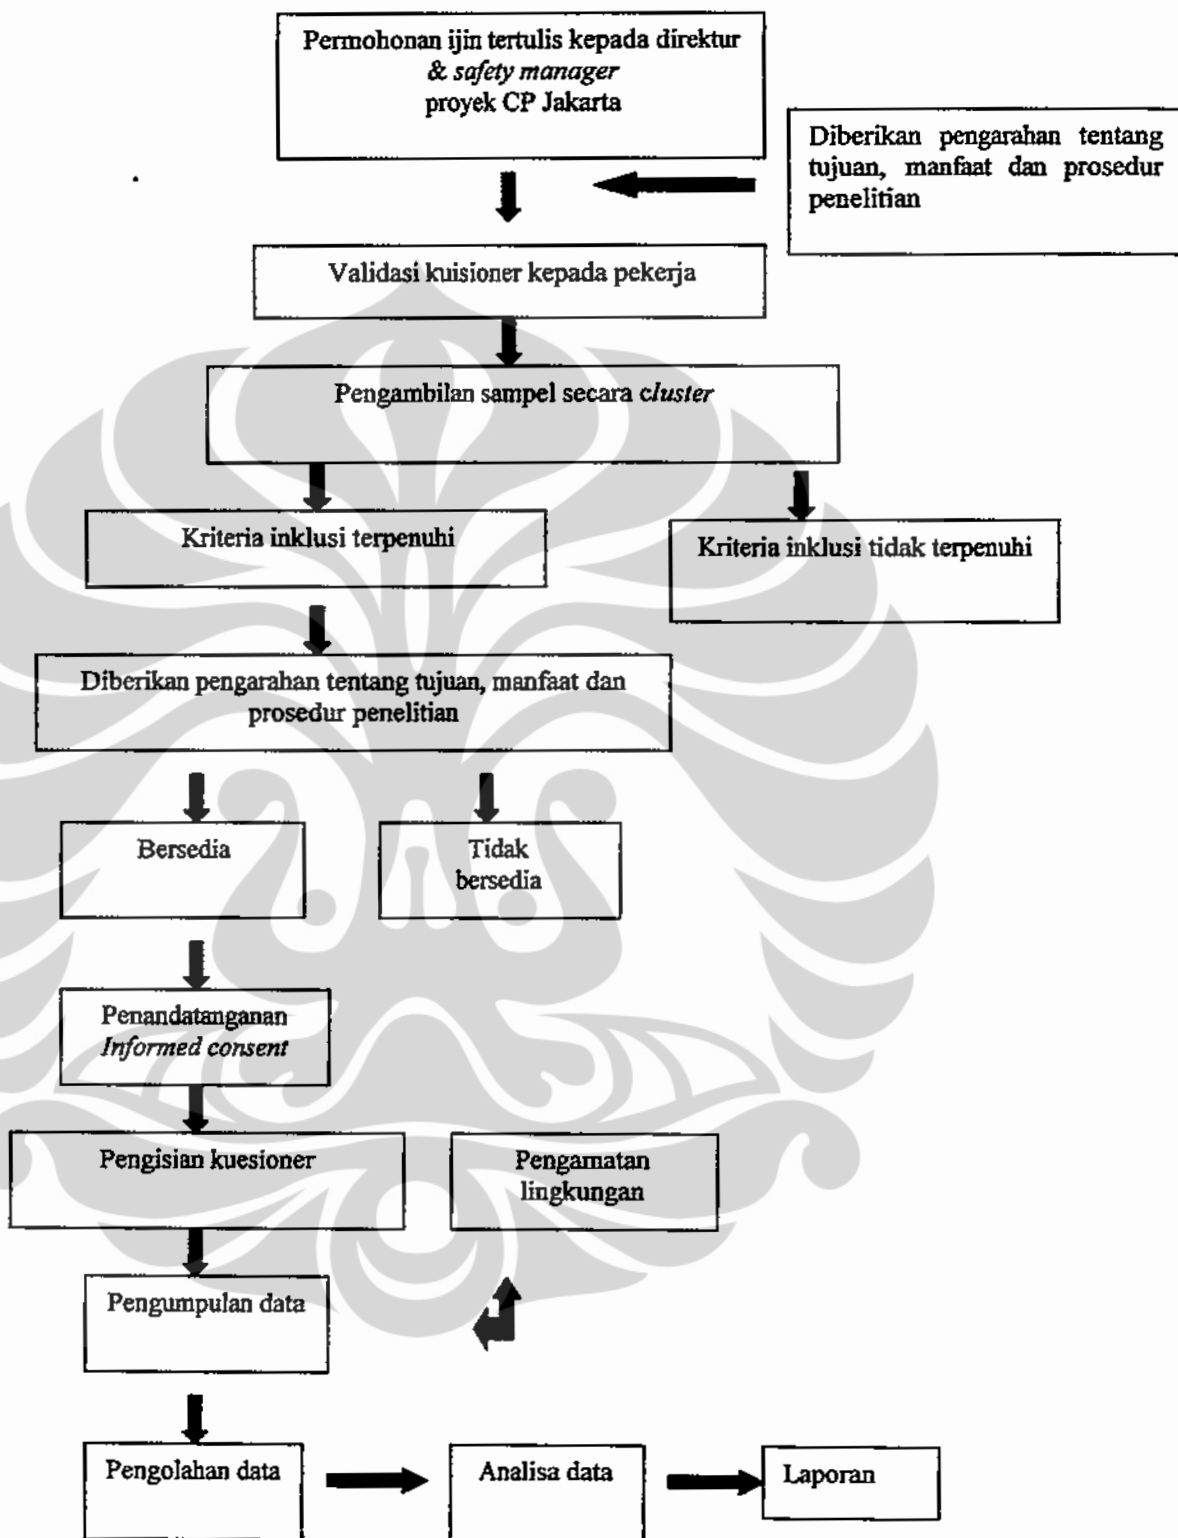 Permohonan ijin tertulis kepada direktur
& safety manager
proyek CP Jakarta
Diberikan pengarahan tentang
tujuan, manfaat dan prosedur
penelitian
Validasi kuisioner kepada pekerja
Pengambilan sampel secara cluster
Kriteria inklusi terpenuhi
Kriteria inklusi tidak terpenuhi
Diberikan pengarahan tentang tujuan, manfaat dan
prosedur penelitian
Bersedia
Tidak
bersedia
Penandatanganan
Informed consent
Pengisian kuesioner
Pengamatan
lingkungan
Pengumpulan data
Pengolahan data
Analisa data
Laporan